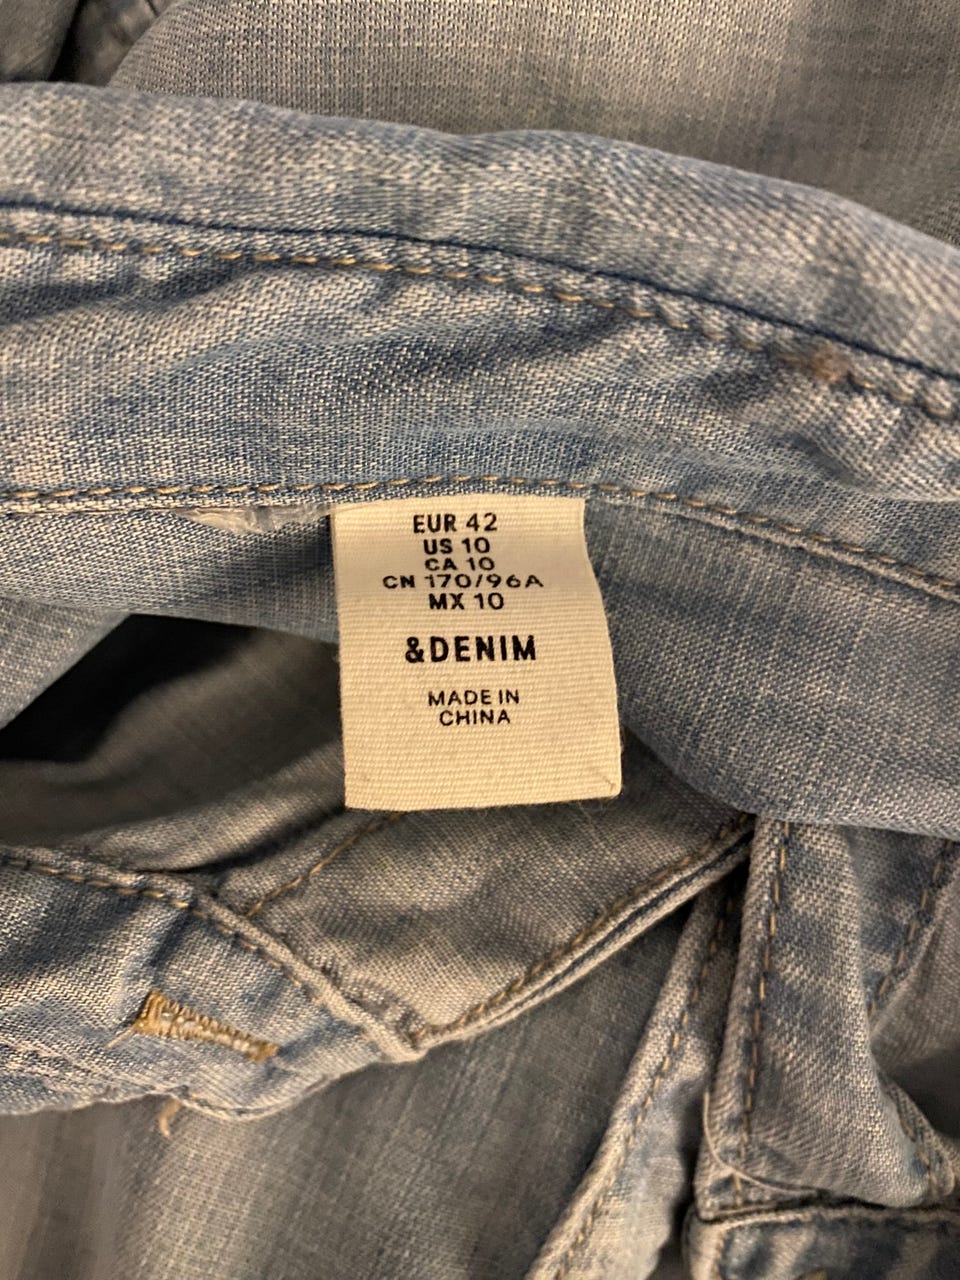 EUR 42
US 10
CA 10
CN 170/96A
MX 10
&DENIM
MADE IN
CHINA